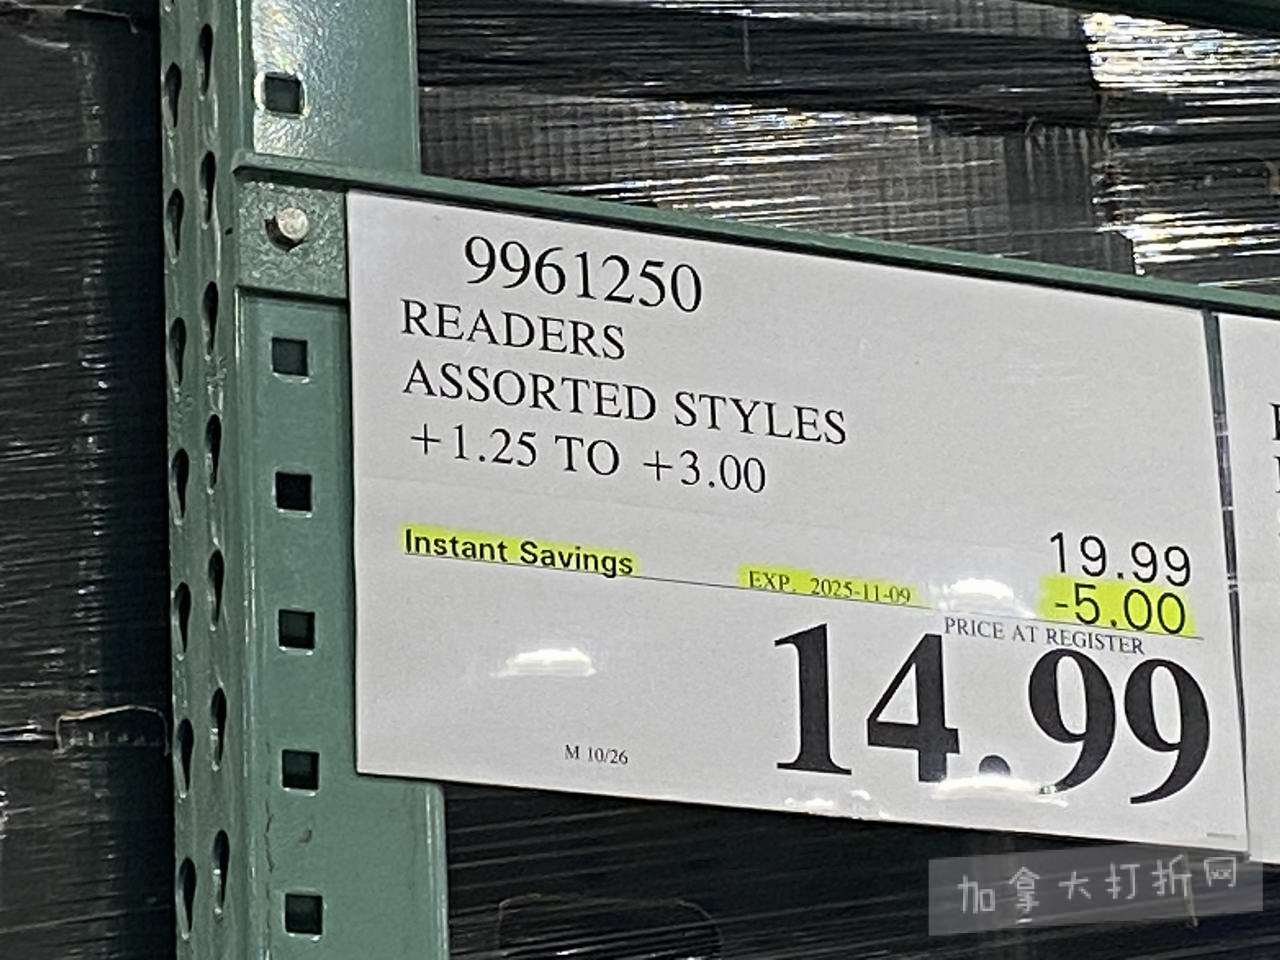 9961250
READERS
ASSORTED STYLES
+1.25 TO +3.00
19.99
Instant Savings EXP. 2025-11-09 -5.00
PRICE AT REGISTER
14.99
M 10/26
加拿大打折网